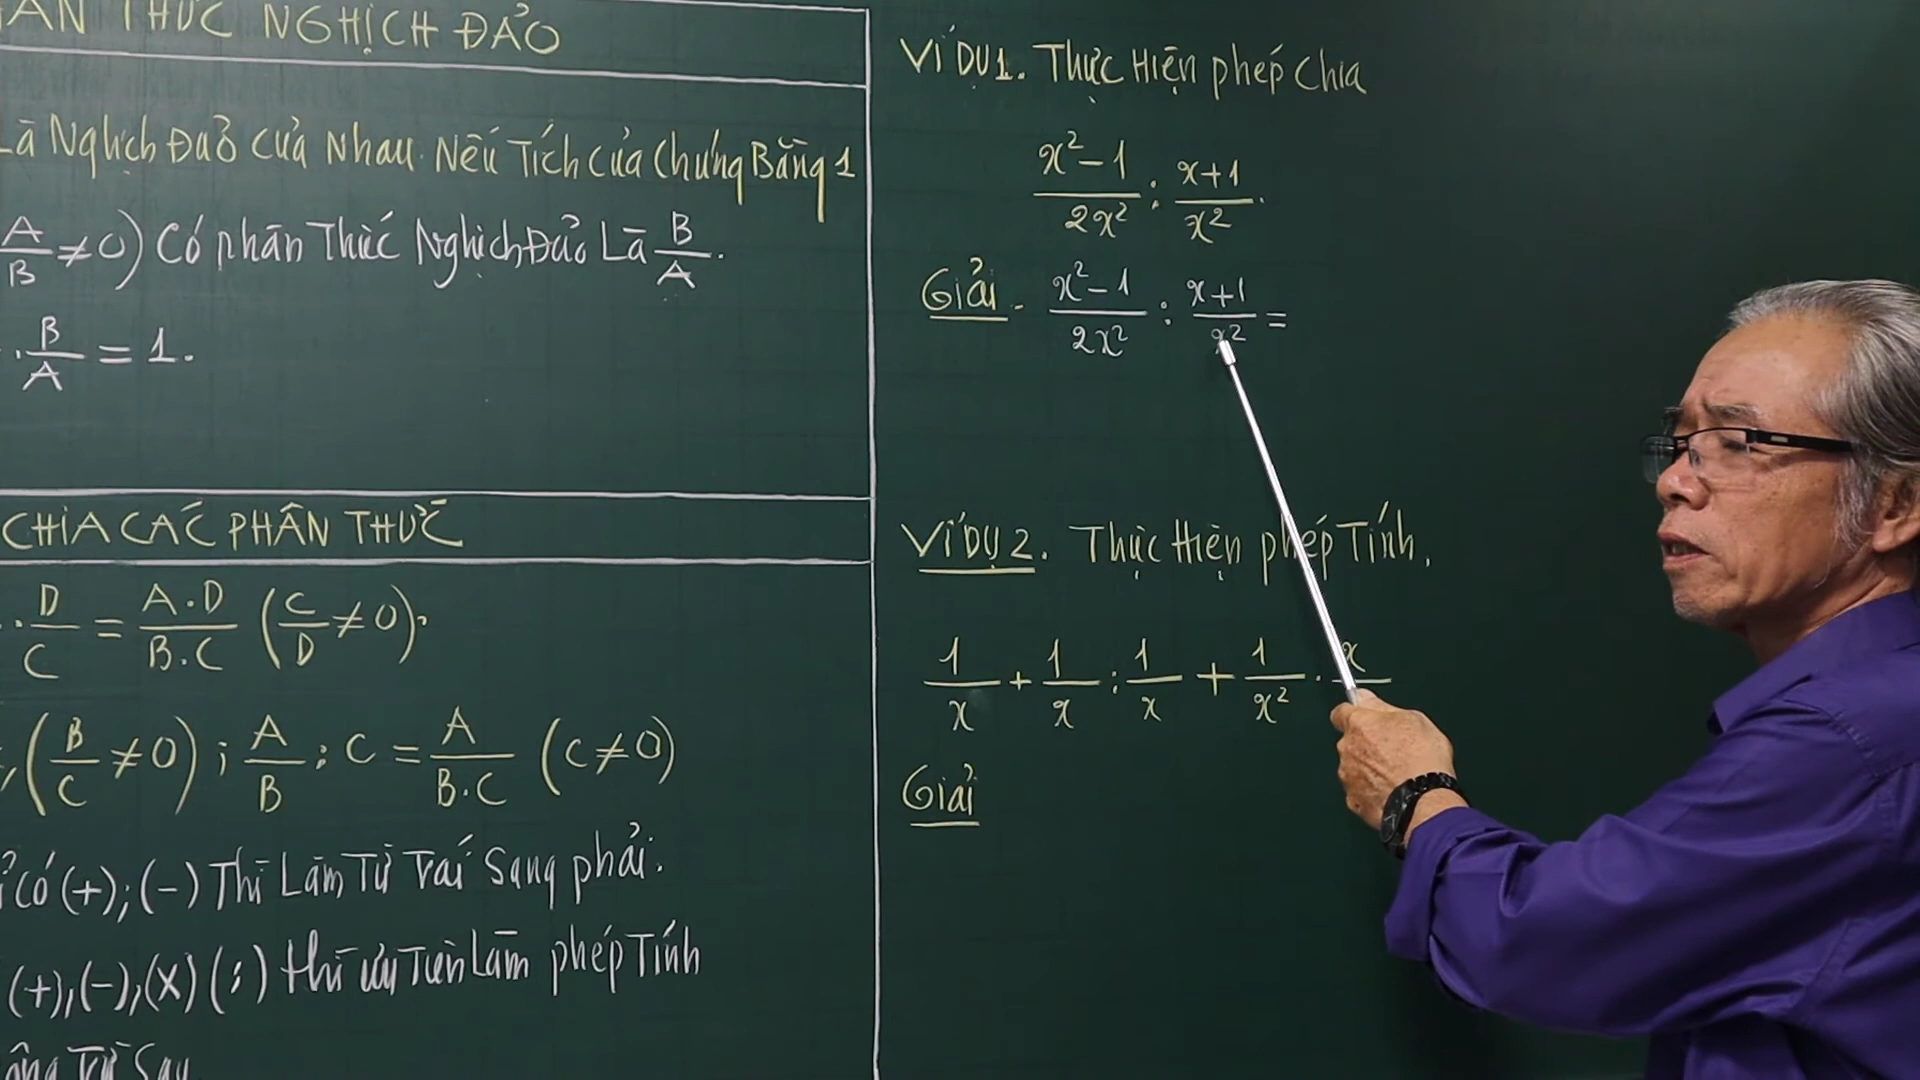 THỨC NGHỊCH ĐẢO
Là Nghịch Đảo Của Nhau Nếu Tích Của Chúng Bằng 1
A/B ≠ 0) Có phân Thức Nghịch Đảo Là B/A.
. B/A = 1.
CHIA CÁC PHÂN THỨC
. D/C = A.D/B.C (C/D ≠ 0).
, (B/C ≠ 0) ; A/B : C = A/B.C (C ≠ 0)
Có (+); (-) Thì Làm Từ Trái Sang phải.
(+), (-), (x) (:) thì ưu Tiên Làm phép Tính
Sau
VÍ DỤ 1. Thực Hiện phép Chia
x² - 1/2x² : x+1/x².
Giải - x² - 1/2x² : x+1/x² =
VÍ DỤ 2. Thực Hiện phép Tính.
1/x + 1/x : 1/x + 1/x² . x
Giải